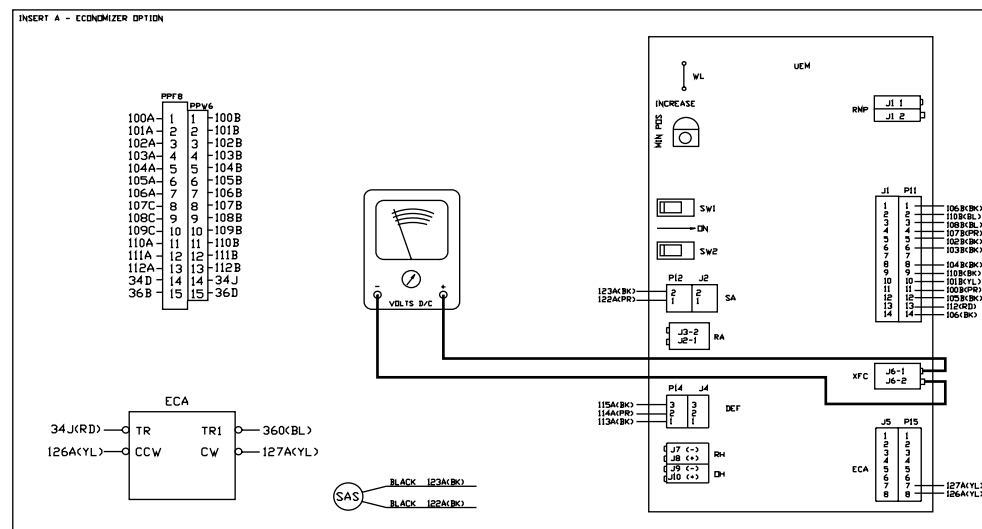 INSERT A - ECONOMIZER OPTION
UEM
WL
INCREASE
MIN POS
RMP
J1 1
J1 2
PPF8
PPW6
100A 1 1 100B
101A 2 2 101B
102A 3 3 102B
103A 4 4 103B
104A 5 5 104B
105A 6 6 105B
106A 7 7 106B
107C 8 8 107B
108C 9 9 108B
109C 10 10 109B
110A 11 11 110B
111A 12 12 111B
112A 13 13 112B
34D 14 14 34J
36B 15 15 36D
- +
VOLTS D/C
SW1
ON
SW2
P12 J2
123A(BK) 2 2
122A(PR) 1 1
SA
J3-2
J2-1
RA
J1 P11
1 1 106B(BK)
2 2 110B(BL)
3 3 108B(BL)
4 4 107B(PR)
5 5 102B(BK)
6 6 103B(BK)
7 7
8 8 104B(BK)
9 9 110B(BK)
10 10 101B(YL)
11 11 100B(PR)
12 12 105B(BK)
13 13 112(RD)
14 14 106(BK)
XFC
J6-1
J6-2
P14 J4
115A(BK) 3 3
114A(PR) 2 2
113A(BK) 1 1
DEF
J7 (-)
J8 (+)
RH
J9 (-)
J10 (+)
OH
J5 P15
1 1
2 2
3 3
4 4
5 5
6 6
7 7 127A(YL)
8 8 126A(YL)
ECA
ECA
34J(RD) TR TR1 360(BL)
126A(YL) CCW CW 127A(YL)
SAS
BLACK 123A(BK)
BLACK 122A(BK)